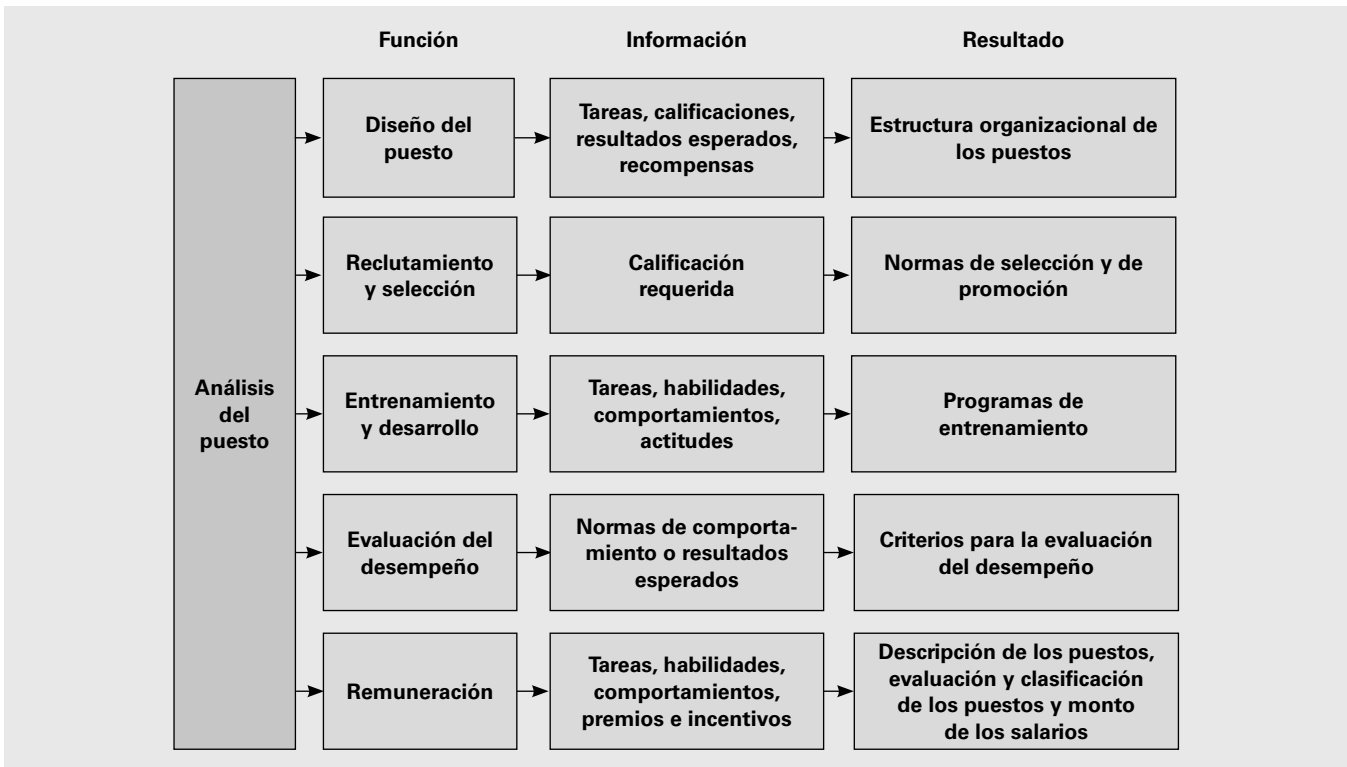 Función
Información
Resultado
Análisis
del
puesto
Diseño del
puesto
Tareas, calificaciones,
resultados esperados,
recompensas
Estructura organizacional de
los puestos
Reclutamiento
y selección
Calificación
requerida
Normas de selección y de
promoción
Entrenamiento
y desarrollo
Tareas, habilidades,
comportamientos,
actitudes
Programas de
entrenamiento
Evaluación del
desempeño
Normas de comporta-
miento o resultados
esperados
Criterios para la evaluación
del desempeño
Remuneración
Tareas, habilidades,
comportamientos,
premios e incentivos
Descripción de los puestos,
evaluación y clasificación
de los puestos y monto
de los salarios